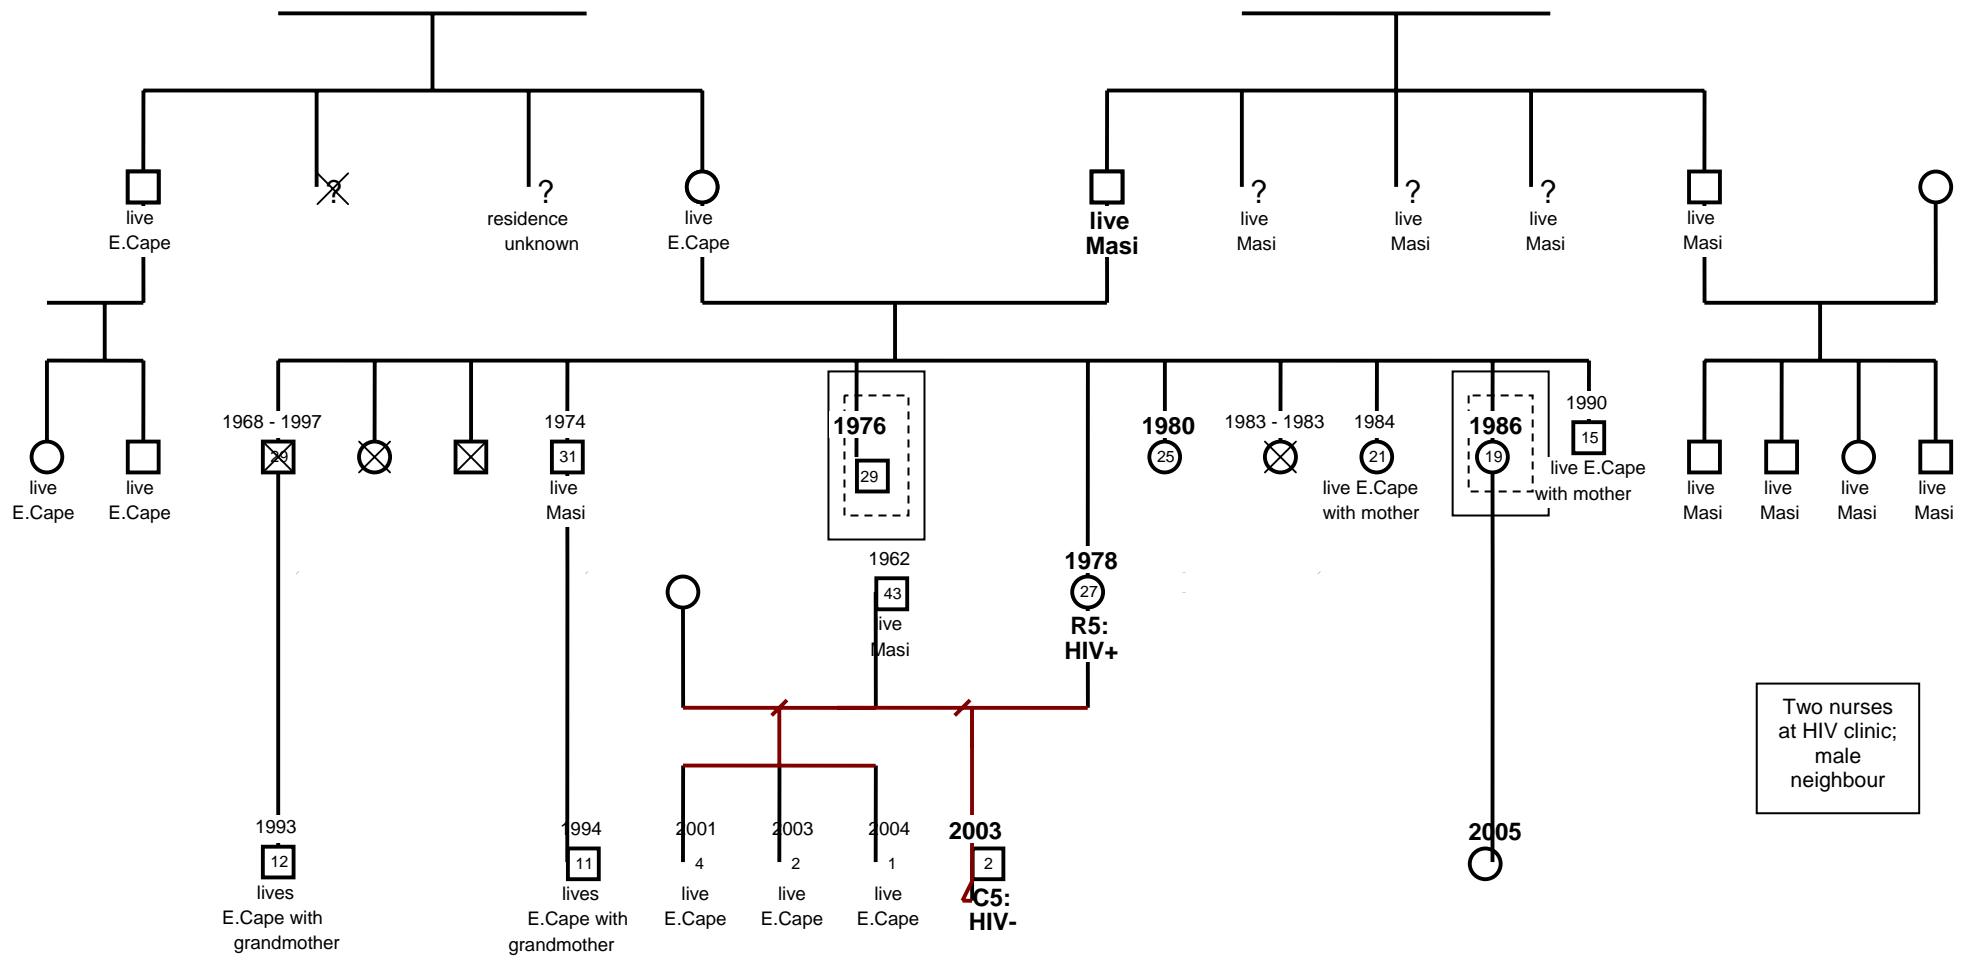 ?
?
?
?
?
live
E.Cape
residence
unknown
live
E.Cape
live
Masi
live
Masi
live
Masi
live
Masi
live
Masi
1968 - 1997
29
1974
31
live
Masi
1976
29
1980
25
1983 - 1983
1984
21
live E.Cape
with mother
1986
19
1990
15
live E.Cape
with mother
live
E.Cape
live
E.Cape
live
Masi
live
Masi
live
Masi
live
Masi
1962
43
live
Masi
1978
27
R5:
HIV+
Two nurses
at HIV clinic;
male
neighbour
1993
12
lives
E.Cape with
grandmother
1994
11
lives
E.Cape with
grandmother
2001
4
live
E.Cape
2003
2
live
E.Cape
2004
1
live
E.Cape
2003
2
C5:
HIV-
2005